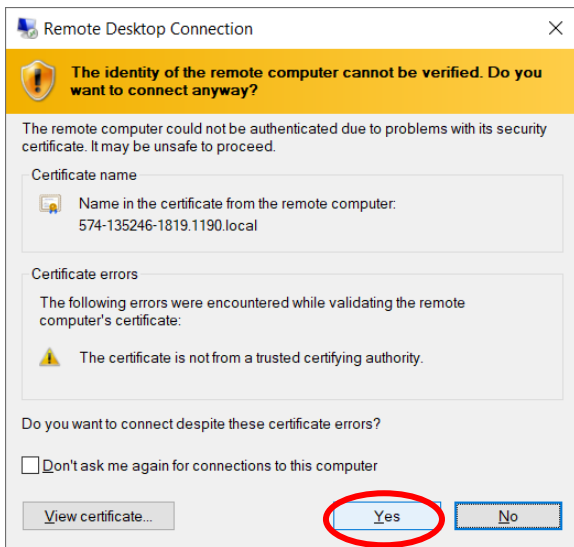 Remote Desktop Connection
The identity of the remote computer cannot be verified. Do you
want to connect anyway?
The remote computer could not be authenticated due to problems with its security
certificate. It may be unsafe to proceed.
Certificate name
Name in the certificate from the remote computer:
574-135246-1819.1190.local
Certificate errors
The following errors were encountered while validating the remote
computer's certificate:
The certificate is not from a trusted certifying authority.
Do you want to connect despite these certificate errors?
Don't ask me again for connections to this computer
View certificate...
Yes
No